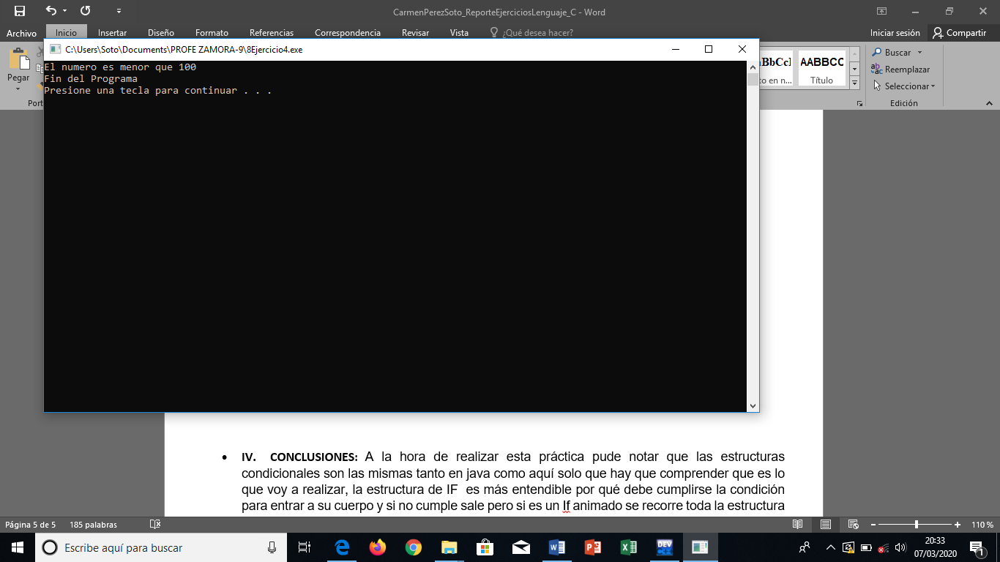 CarmenPerezSoto_ReporteEjerciciosLenguaje_C - Word
Archivo Inicio Insertar Diseño Formato Referencias Correspondencia Revisar Vista ¿Qué desea hacer? Iniciar sesión Compartir
C:\Users\Soto\Documents\PROFE ZAMORA-9\8Ejercicio4.exe
El numero es menor que 100
Fin del Programa
Presione una tecla para continuar . . .
Pegar
AABBCC
to en n...
Título
Buscar
Reemplazar
Seleccionar
Edición
• IV. CONCLUSIONES: A la hora de realizar esta práctica pude notar que las estructuras
condicionales son las mismas tanto en java como aquí solo que hay que comprender que es lo
que voy a realizar, la estructura de IF es más entendible por qué debe cumplirse la condición
para entrar a su cuerpo y si no cumple sale pero si es un If animado se recorre toda la estructura
Página 5 de 5 185 palabras 110 %
Escribe aquí para buscar
DEV
20:33
07/03/2020
1